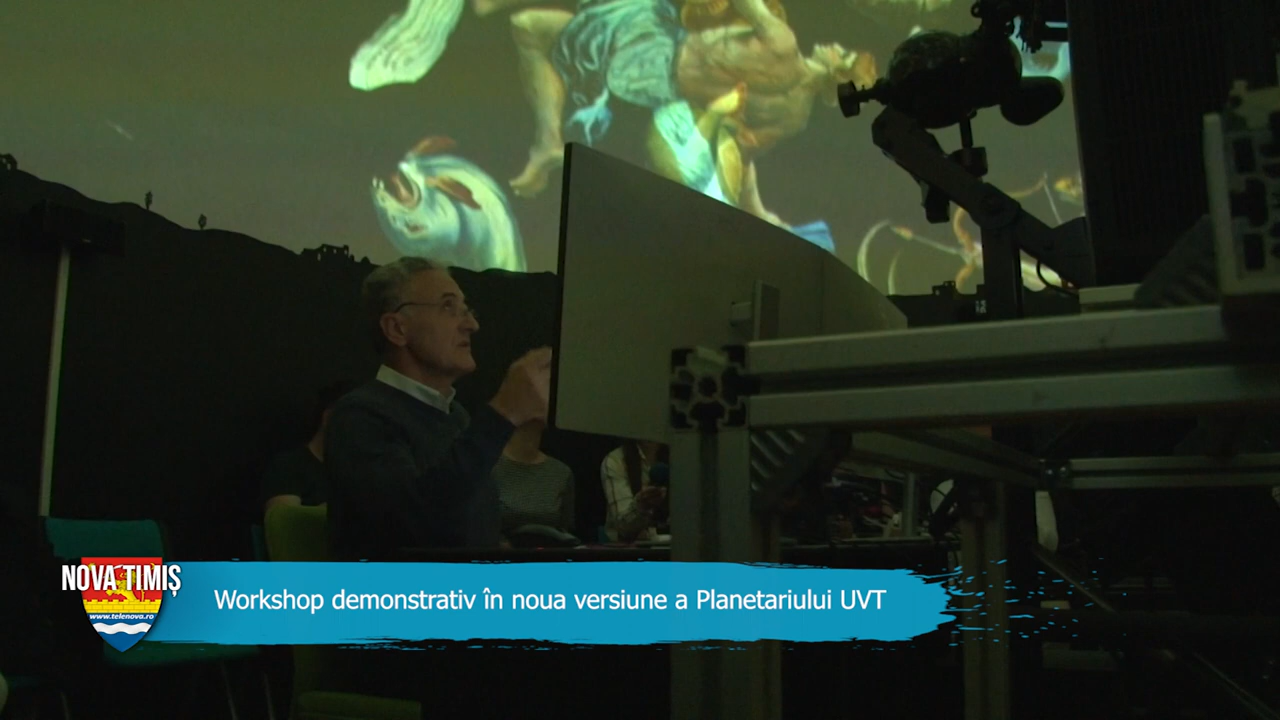 NOVA TIMIȘ
www.telenova.ro
Workshop demonstrativ în noua versiune a Planetariului UVT